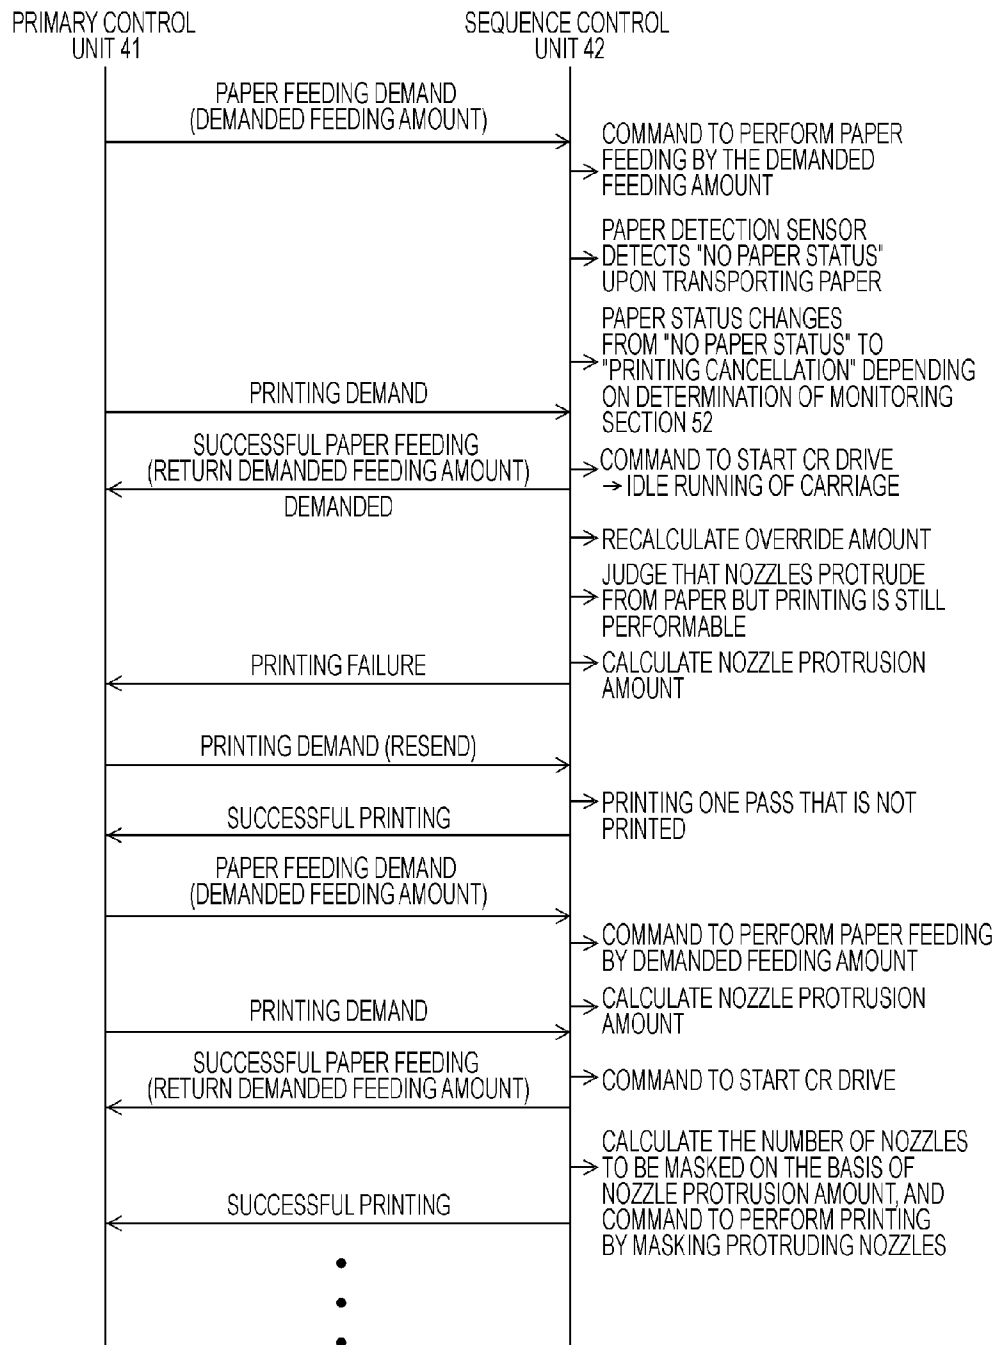 PRIMARY CONTROL
UNIT 41
SEQUENCE CONTROL
UNIT 42
PAPER FEEDING DEMAND
(DEMANDED FEEDING AMOUNT)
COMMAND TO PERFORM PAPER
FEEDING BY THE DEMANDED
FEEDING AMOUNT
PAPER DETECTION SENSOR
DETECTS "NO PAPER STATUS"
UPON TRANSPORTING PAPER
PAPER STATUS CHANGES
FROM "NO PAPER STATUS" TO
"PRINTING CANCELLATION" DEPENDING
ON DETERMINATION OF MONITORING
SECTION 52
PRINTING DEMAND
SUCCESSFUL PAPER FEEDING
(RETURN DEMANDED FEEDING AMOUNT)
DEMANDED
COMMAND TO START CR DRIVE
→ IDLE RUNNING OF CARRIAGE
RECALCULATE OVERRIDE AMOUNT
JUDGE THAT NOZZLES PROTRUDE
FROM PAPER BUT PRINTING IS STILL
PERFORMABLE
PRINTING FAILURE
CALCULATE NOZZLE PROTRUSION
AMOUNT
PRINTING DEMAND (RESEND)
PRINTING ONE PASS THAT IS NOT
PRINTED
SUCCESSFUL PRINTING
PAPER FEEDING DEMAND
(DEMANDED FEEDING AMOUNT)
COMMAND TO PERFORM PAPER FEEDING
BY DEMANDED FEEDING AMOUNT
CALCULATE NOZZLE PROTRUSION
AMOUNT
PRINTING DEMAND
SUCCESSFUL PAPER FEEDING
(RETURN DEMANDED FEEDING AMOUNT)
COMMAND TO START CR DRIVE
CALCULATE THE NUMBER OF NOZZLES
TO BE MASKED ON THE BASIS OF
NOZZLE PROTRUSION AMOUNT, AND
COMMAND TO PERFORM PRINTING
BY MASKING PROTRUDING NOZZLES
SUCCESSFUL PRINTING